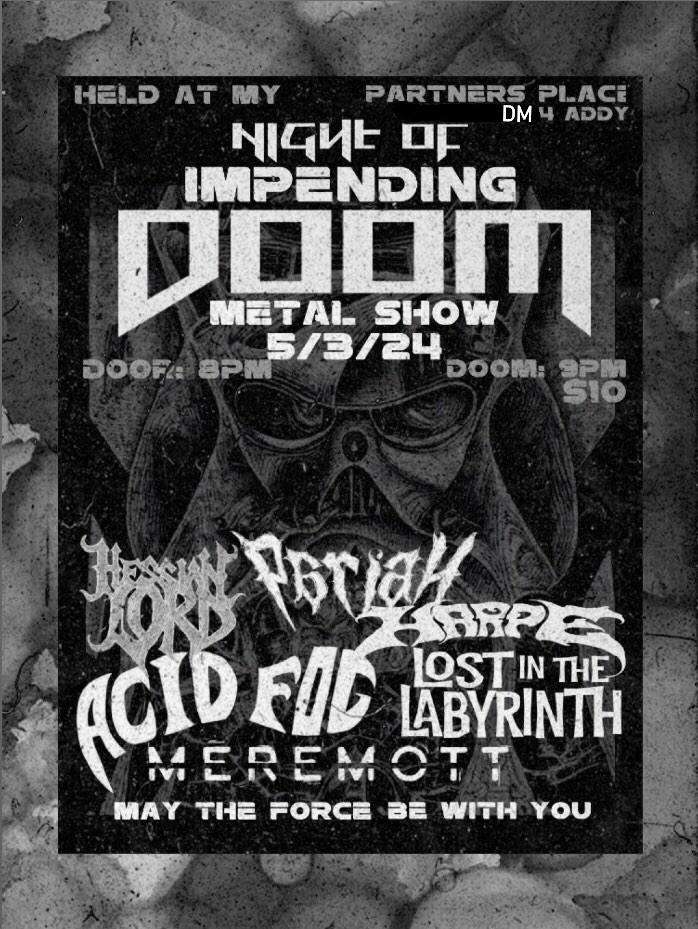 HELD AT MY PARTNERS PLACE
DM 4 ADDY
NIGHT OF
IMPENDING
DOOM
METAL SHOW
5/3/24
DOOR: 8PM DOOM: 9PM
$10
HESSIAN LORD
PARIAH
HARPE
ACID FOG
LOST IN THE
LABYRINTH
MEREMOTT
MAY THE FORCE BE WITH YOU